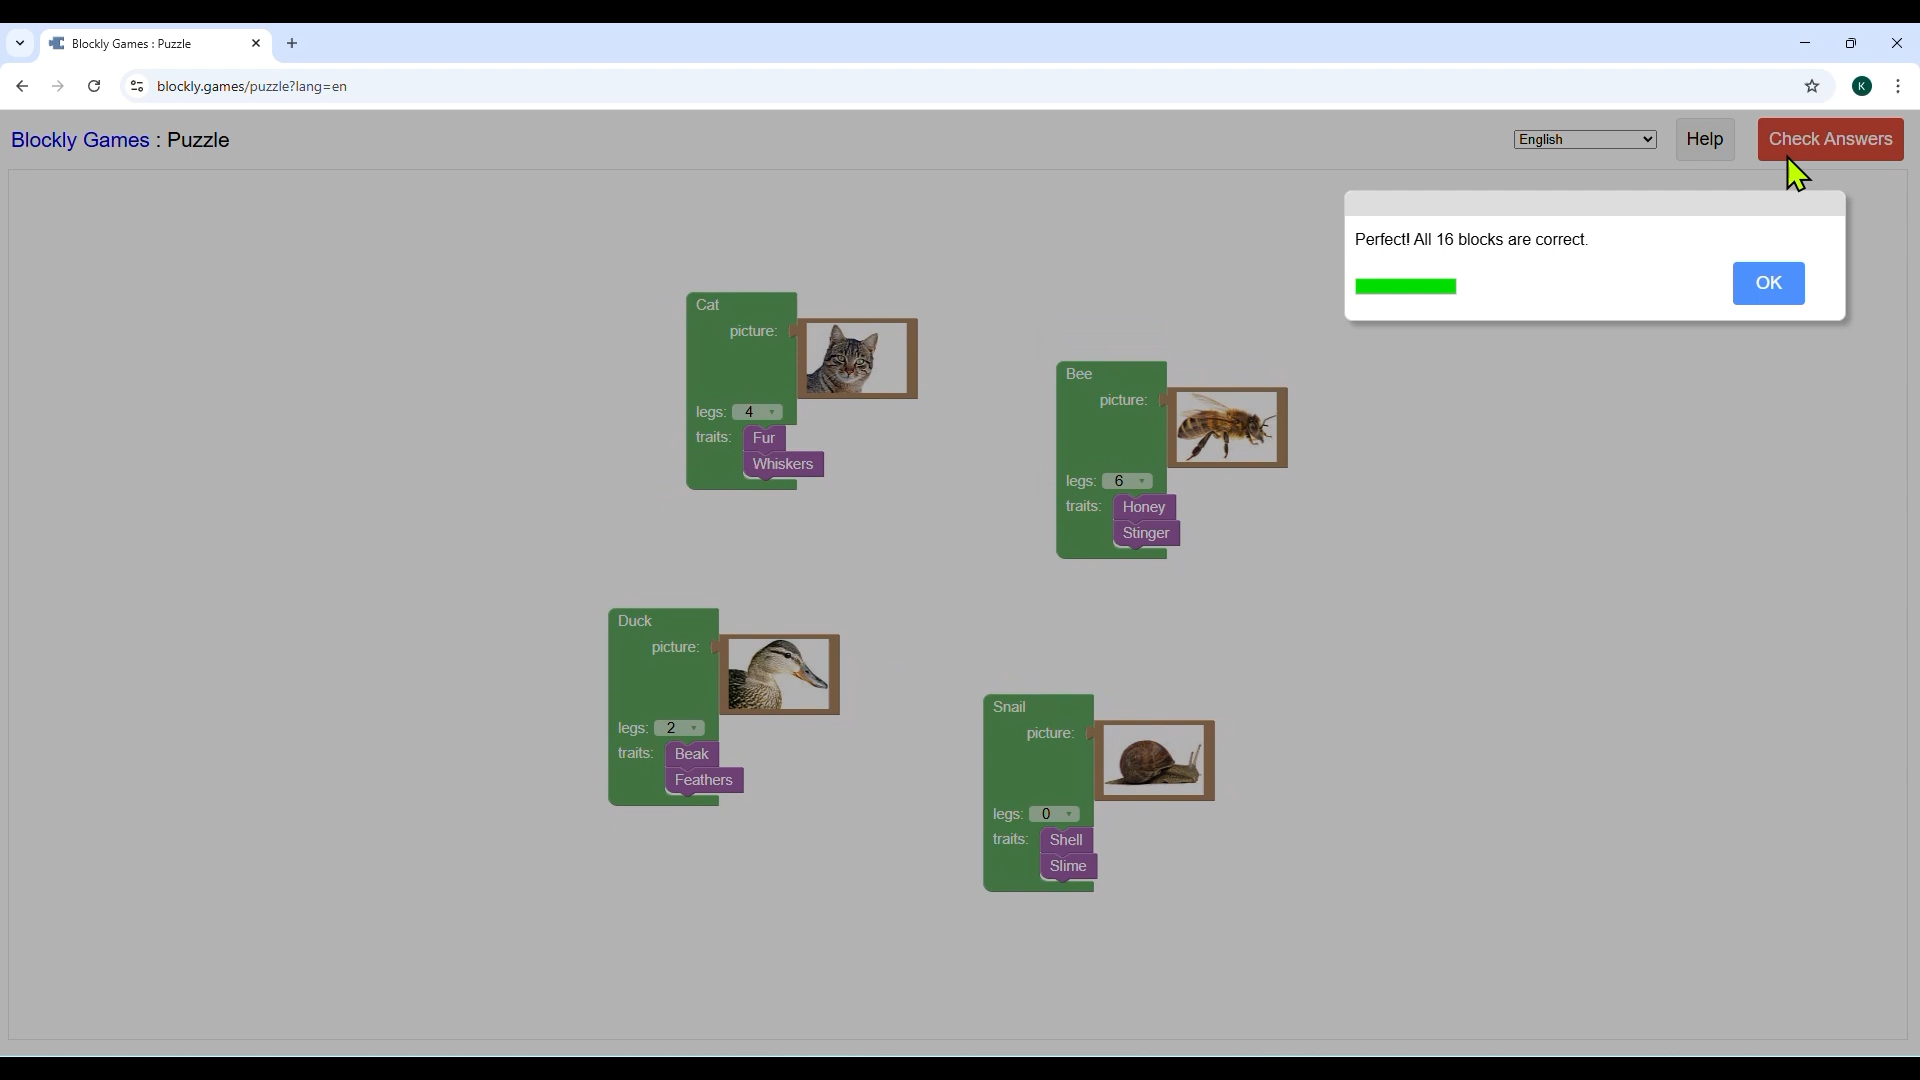 Blockly Games : Puzzle
blockly.games/puzzle?lang=en
K
Blockly Games : Puzzle
English
Help
Check Answers
Perfect! All 16 blocks are correct.
OK
Cat
picture:
legs: 4
traits: Fur
Whiskers
Bee
picture:
legs: 6
traits: Honey
Stinger
Duck
picture:
legs: 2
traits: Beak
Feathers
Snail
picture:
legs: 0
traits: Shell
Slime